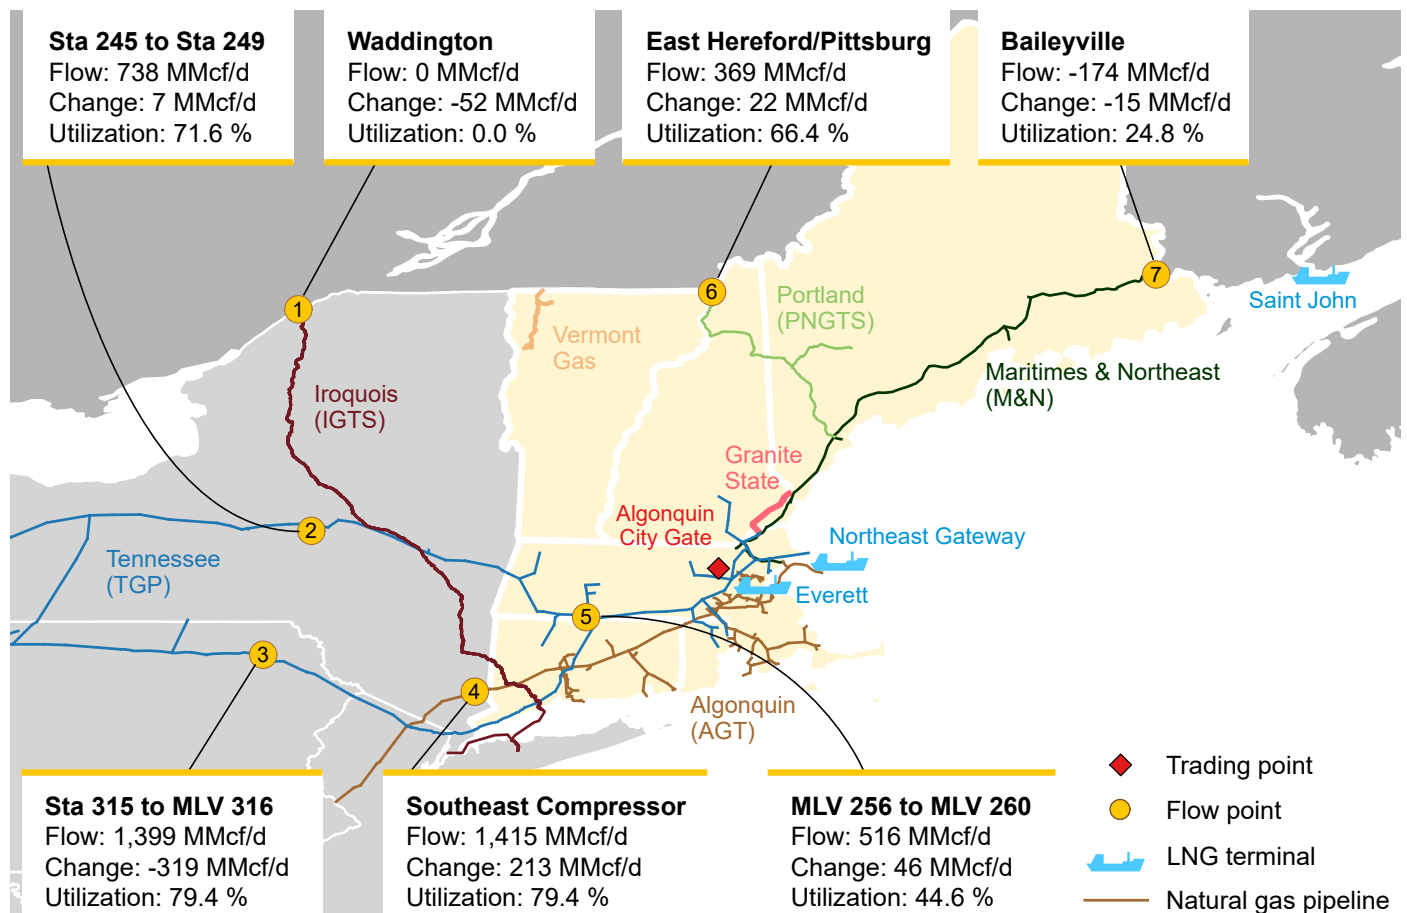 Sta 245 to Sta 249
Flow: 738 MMcf/d
Change: 7 MMcf/d
Utilization: 71.6 %
Waddington
Flow: 0 MMcf/d
Change: -52 MMcf/d
Utilization: 0.0 %
East Hereford/Pittsburg
Flow: 369 MMcf/d
Change: 22 MMcf/d
Utilization: 66.4 %
Baileyville
Flow: -174 MMcf/d
Change: -15 MMcf/d
Utilization: 24.8 %
1
6
7
Portland
(PNGTS)
Saint John
Vermont
Gas
Iroquois
(IGTS)
Maritimes & Northeast
(M&N)
Granite
State
Algonquin
City Gate
2
Northeast Gateway
Tennessee
(TGP)
Everett
5
3
4
Algonquin
(AGT)
Sta 315 to MLV 316
Flow: 1,399 MMcf/d
Change: -319 MMcf/d
Utilization: 79.4 %
Southeast Compressor
Flow: 1,415 MMcf/d
Change: 213 MMcf/d
Utilization: 79.4 %
MLV 256 to MLV 260
Flow: 516 MMcf/d
Change: 46 MMcf/d
Utilization: 44.6 %
Trading point
Flow point
LNG terminal
Natural gas pipeline